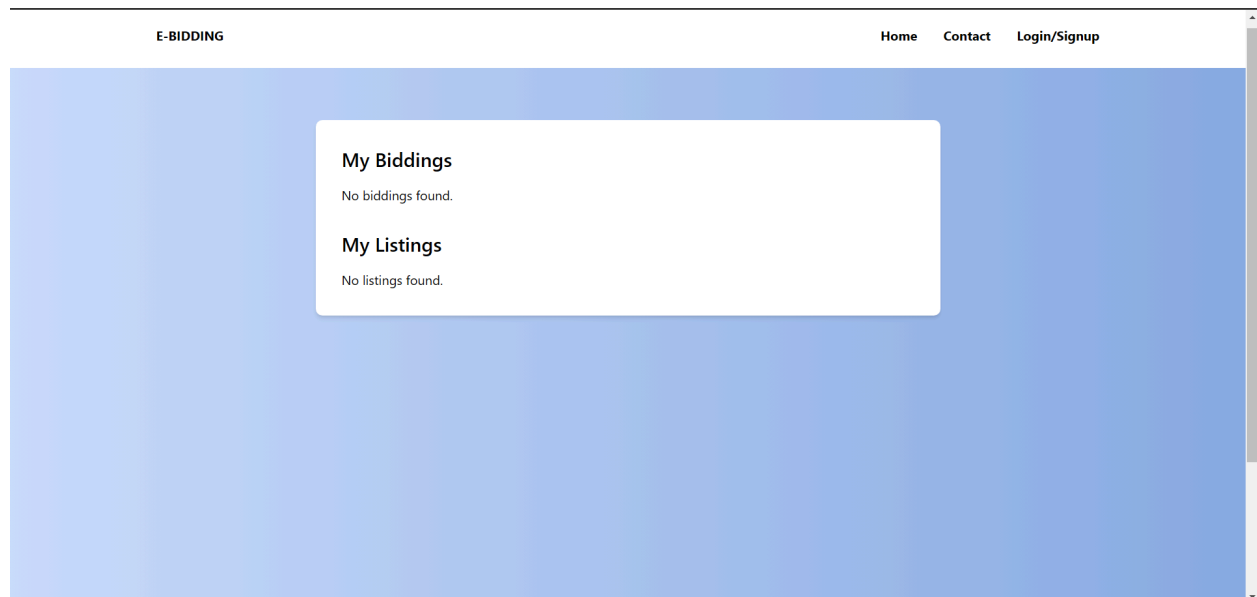 E-BIDDING
Home Contact Login/Signup
My Biddings
No biddings found.
My Listings
No listings found.